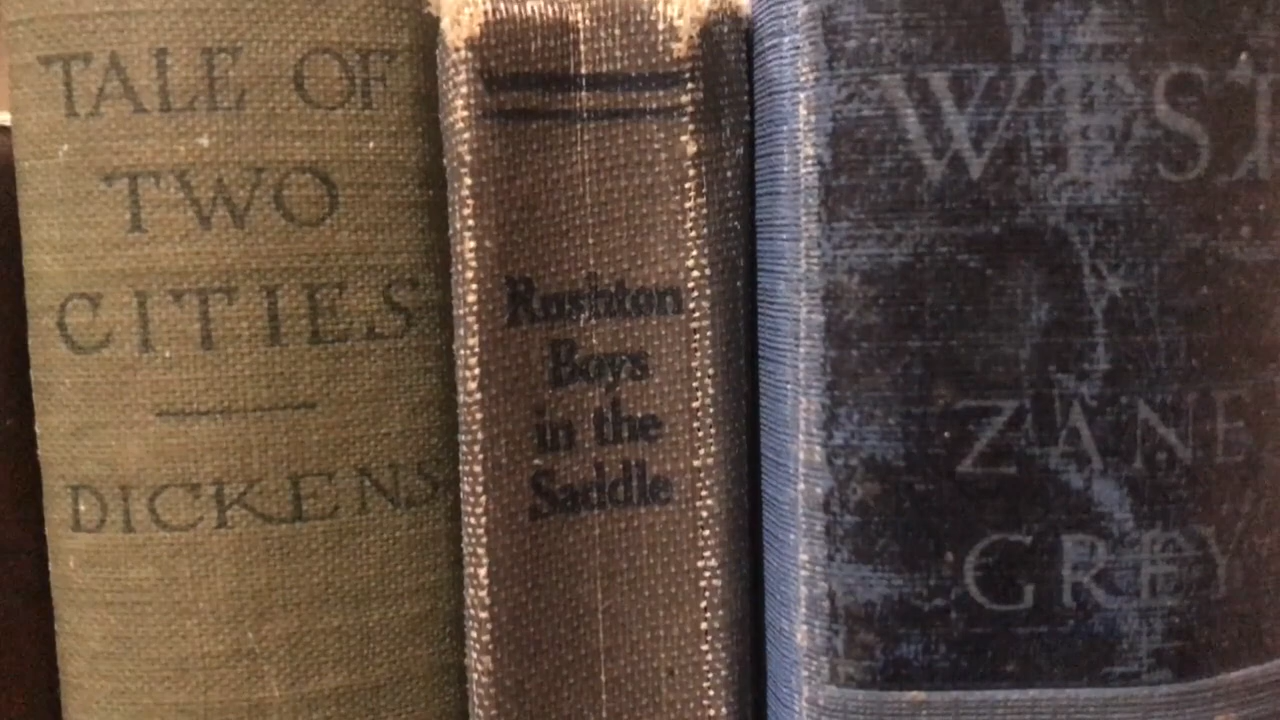 TALE OF
TWO
CITIES
DICKENS
Rushton
Boys
in the
Saddle
WEST
ZANE
GREY